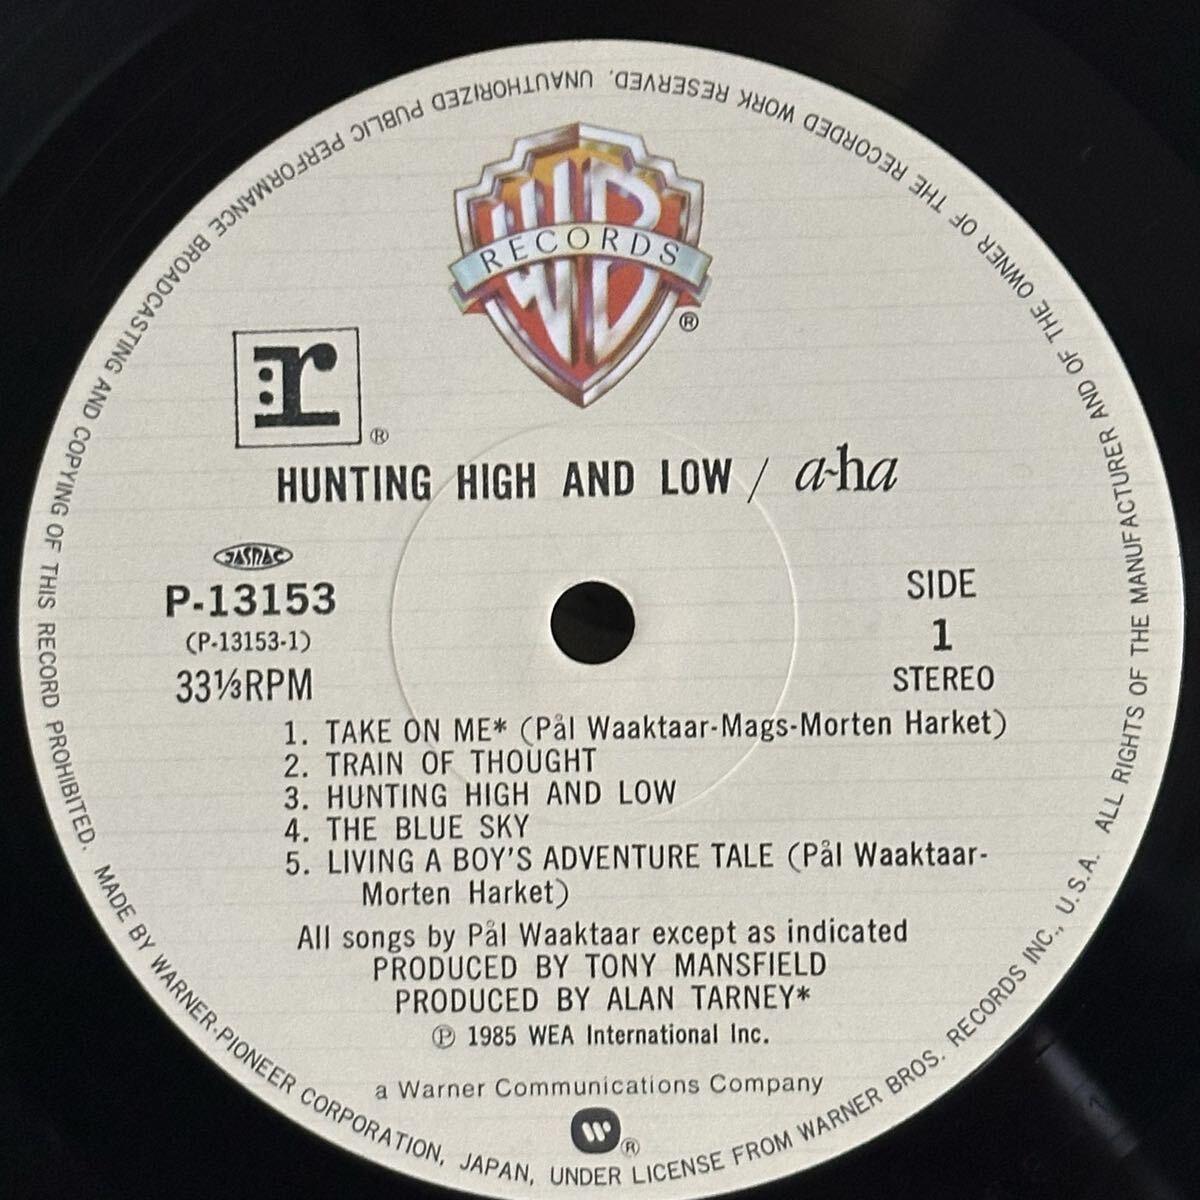 WB
RECORDS
®
r
®
HUNTING HIGH AND LOW / a-ha
JASRAC
P-13153
(P-13153-1)
33⅓RPM
SIDE
1
STEREO
1. TAKE ON ME* (Pål Waaktaar-Mags-Morten Harket)
2. TRAIN OF THOUGHT
3. HUNTING HIGH AND LOW
4. THE BLUE SKY
5. LIVING A BOY'S ADVENTURE TALE (Pål Waaktaar-
Morten Harket)
All songs by Pål Waaktaar except as indicated
PRODUCED BY TONY MANSFIELD
PRODUCED BY ALAN TARNEY*
℗ 1985 WEA International Inc.
a Warner Communications Company
W
®
MADE BY WARNER-PIONEER CORPORATION, JAPAN, UNDER LICENSE FROM WARNER BROS. RECORDS INC., U.S.A. ALL RIGHTS OF THE MANUFACTURER AND OF THE OWNER OF THE RECORDED WORK RESERVED. UNAUTHORIZED PUBLIC PERFORMANCE BROADCASTING AND COPYING OF THIS RECORD PROHIBITED.